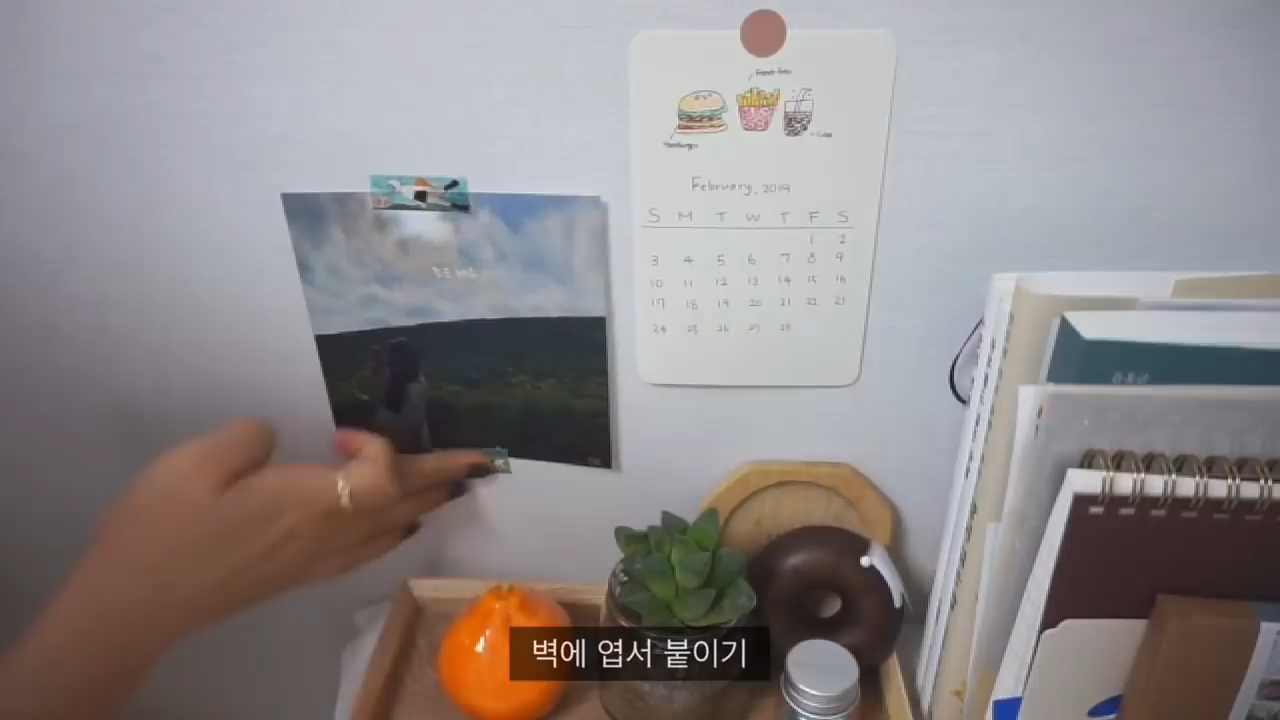 French fries
Hamburger
Coke
February, 2019
S M T W T F S
1 2
3 4 5 6 7 8 9
10 11 12 13 14 15 16
17 18 19 20 21 22 23
24 25 26 27 28
벽에 엽서 붙이기